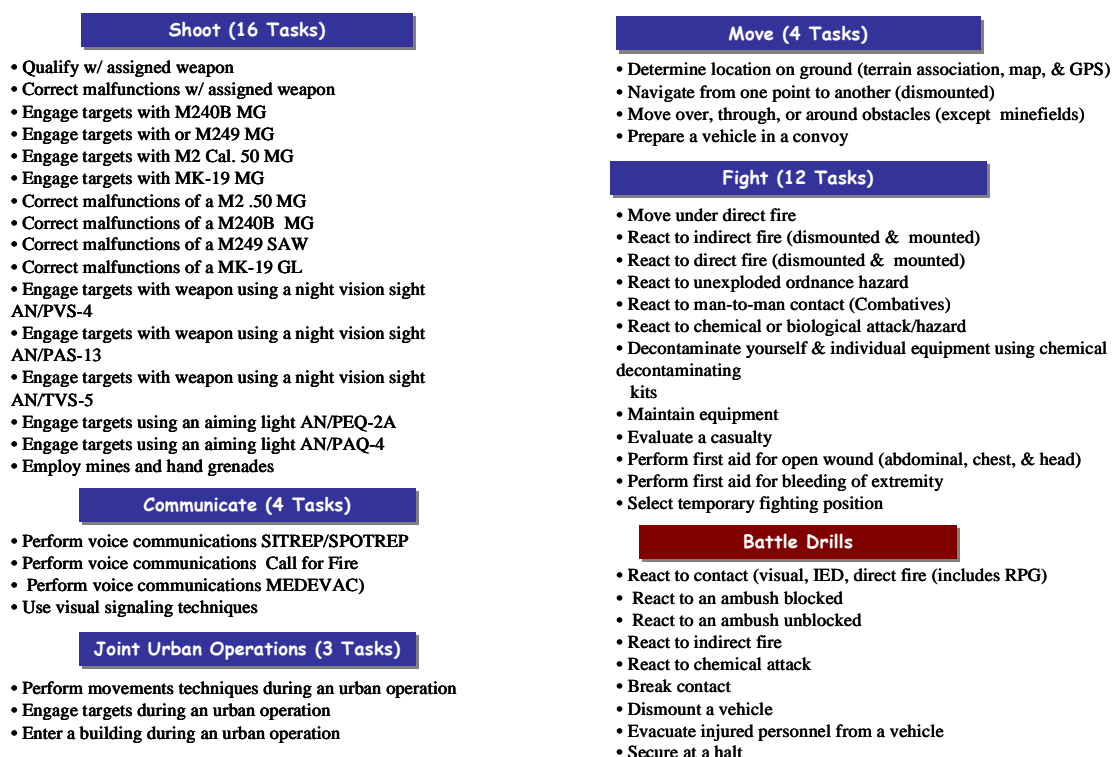 Shoot (16 Tasks)
• Qualify w/ assigned weapon
• Correct malfunctions w/ assigned weapon
• Engage targets with M240B MG
• Engage targets with or M249 MG
• Engage targets with M2 Cal. 50 MG
• Engage targets with MK-19 MG
• Correct malfunctions of a M2 .50 MG
• Correct malfunctions of a M240B  MG
• Correct malfunctions of a M249 SAW
• Correct malfunctions of a MK-19 GL
• Engage targets with weapon using a night vision sight
AN/PVS-4
• Engage targets with weapon using a night vision sight
AN/PAS-13
• Engage targets with weapon using a night vision sight
AN/TVS-5
• Engage targets using an aiming light AN/PEQ-2A
• Engage targets using an aiming light AN/PAQ-4
• Employ mines and hand grenades
Communicate (4 Tasks)
• Perform voice communications SITREP/SPOTREP
• Perform voice communications  Call for Fire
•  Perform voice communications MEDEVAC)
• Use visual signaling techniques
Joint Urban Operations (3 Tasks)
• Perform movements techniques during an urban operation
• Engage targets during an urban operation
• Enter a building during an urban operation
Move (4 Tasks)
• Determine location on ground (terrain association, map, & GPS)
• Navigate from one point to another (dismounted)
• Move over, through, or around obstacles (except  minefields)
• Prepare a vehicle in a convoy
Fight (12 Tasks)
• Move under direct fire
• React to indirect fire (dismounted &  mounted)
• React to direct fire (dismounted &  mounted)
• React to unexploded ordnance hazard
• React to man-to-man contact (Combatives)
• React to chemical or biological attack/hazard
• Decontaminate yourself & individual equipment using chemical
decontaminating
kits
• Maintain equipment
• Evaluate a casualty
• Perform first aid for open wound (abdominal, chest, & head)
• Perform first aid for bleeding of extremity
• Select temporary fighting position
Battle Drills
• React to contact (visual, IED, direct fire (includes RPG)
•  React to an ambush blocked
•  React to an ambush unblocked
• React to indirect fire
• React to chemical attack
• Break contact
• Dismount a vehicle
• Evacuate injured personnel from a vehicle
• Secure at a halt